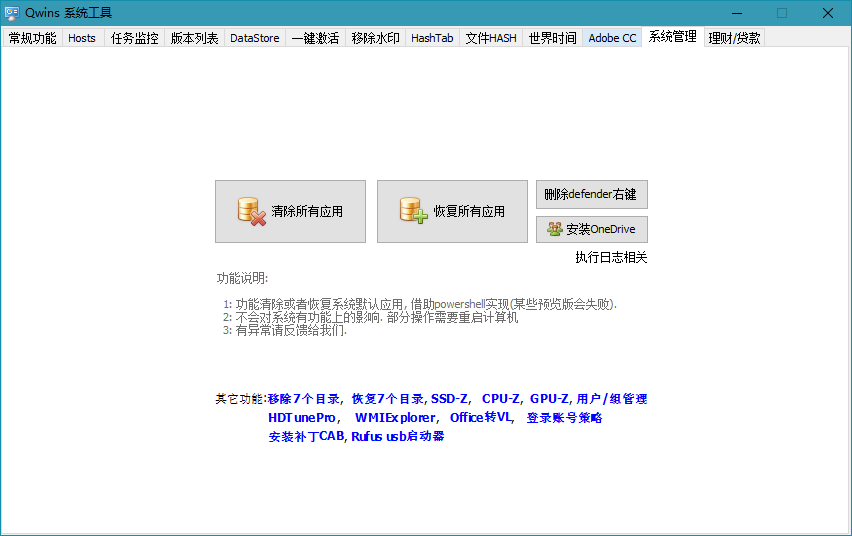 Qwins 系统工具
常规功能 Hosts 任务监控 版本列表 DataStore 一键激活 移除水印 HashTab 文件HASH 世界时间 Adobe CC 系统管理 理财/贷款
清除所有应用 恢复所有应用 删除defender右键
安装OneDrive
执行日志相关
功能说明:
1: 功能清除或者恢复系统默认应用, 借助powershell实现(某些预览版会失败).
2: 不会对系统有功能上的影响. 部分操作需要重启计算机
3: 有异常请反馈给我们.
其它功能:移除7个目录, 恢复7个目录, SSD-Z, CPU-Z, GPU-Z, 用户/组管理
HDTunePro, WMIExplorer, Office转VL, 登录账号策略
安装补丁CAB, Rufus usb启动器